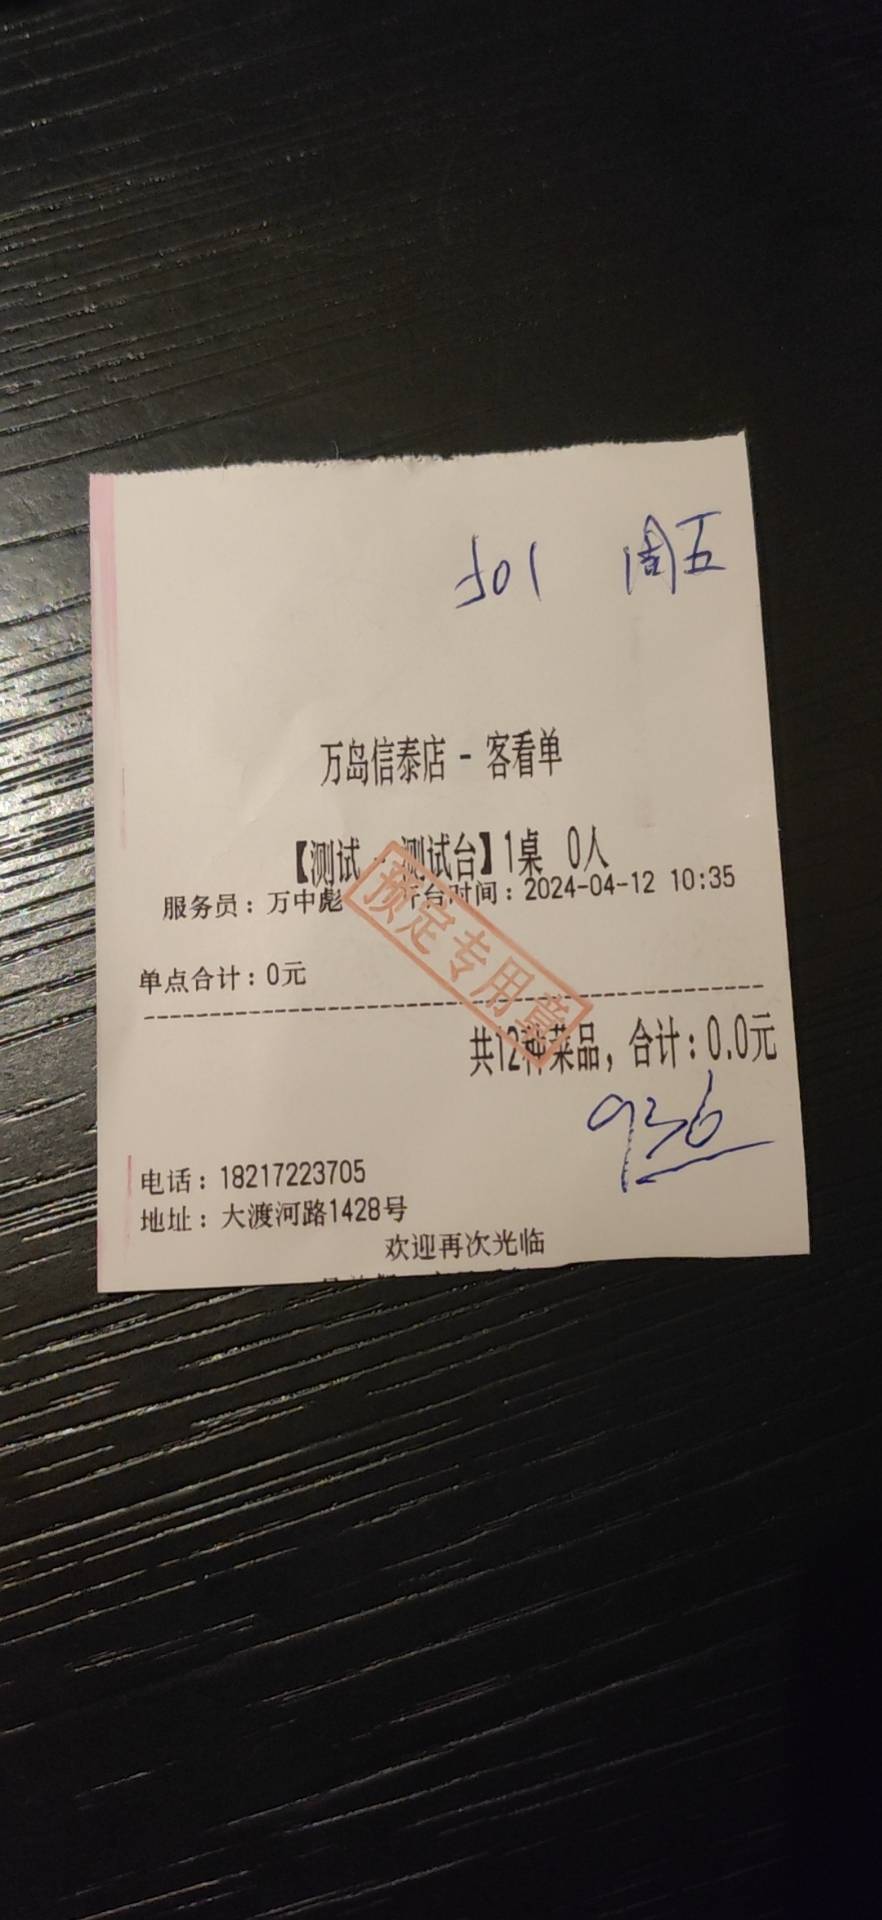 501 周五
万岛信泰店 - 客看单
【测试 - 测试台】1桌 0人
服务员：万中彪 开台时间：2024-04-12 10:35
预定专用章
单点合计：0元
共12种菜品，合计：0.0元
936
电话：18217223705
地址：大渡河路1428号
欢迎再次光临